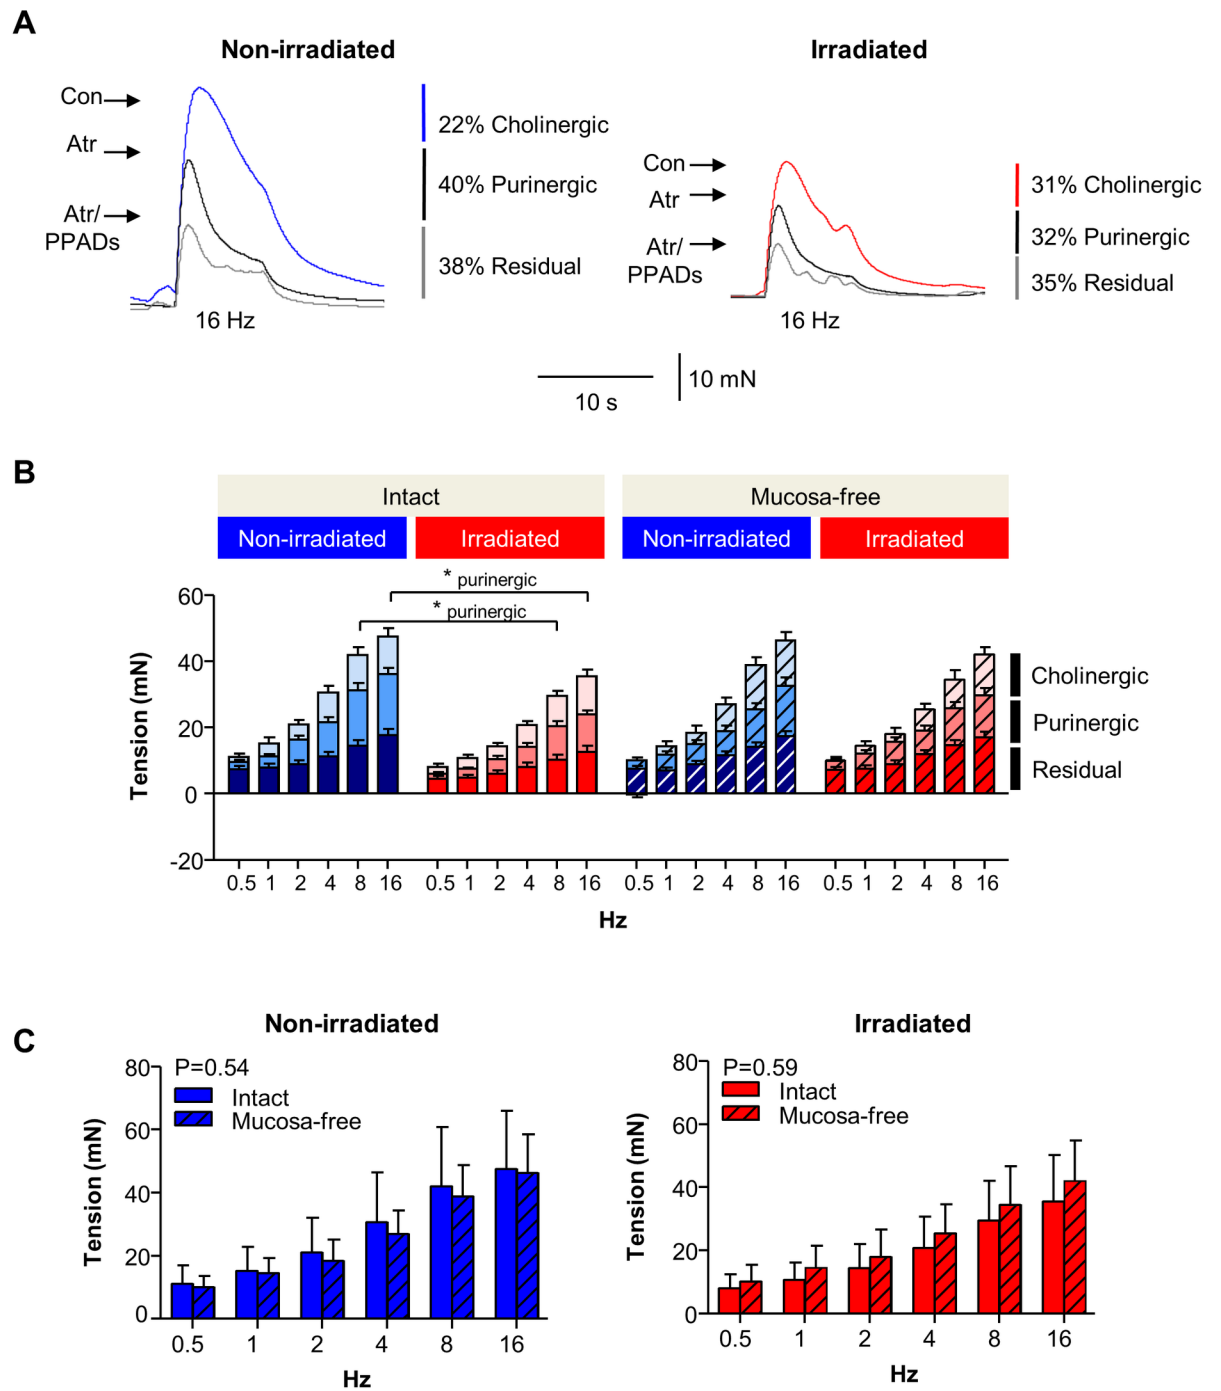 A
Non-irradiated
Irradiated
Con
Atr
Atr/
PPADs
22% Cholinergic
40% Purinergic
38% Residual
16 Hz
Con
Atr
Atr/
PPADs
31% Cholinergic
32% Purinergic
35% Residual
16 Hz
10 s
10 mN
B
Intact
Mucosa-free
Non-irradiated
Irradiated
Non-irradiated
Irradiated
* purinergic
* purinergic
Tension (mN)
60
40
20
0
-20
0.5 1 2 4 8 16 0.5 1 2 4 8 16 0.5 1 2 4 8 16 0.5 1 2 4 8 16
Hz
Cholinergic
Purinergic
Residual
C
Non-irradiated
P=0.54
Intact
Mucosa-free
Tension (mN)
80
60
40
20
0
0.5 1 2 4 8 16
Hz
Irradiated
P=0.59
Intact
Mucosa-free
Tension (mN)
80
60
40
20
0
0.5 1 2 4 8 16
Hz